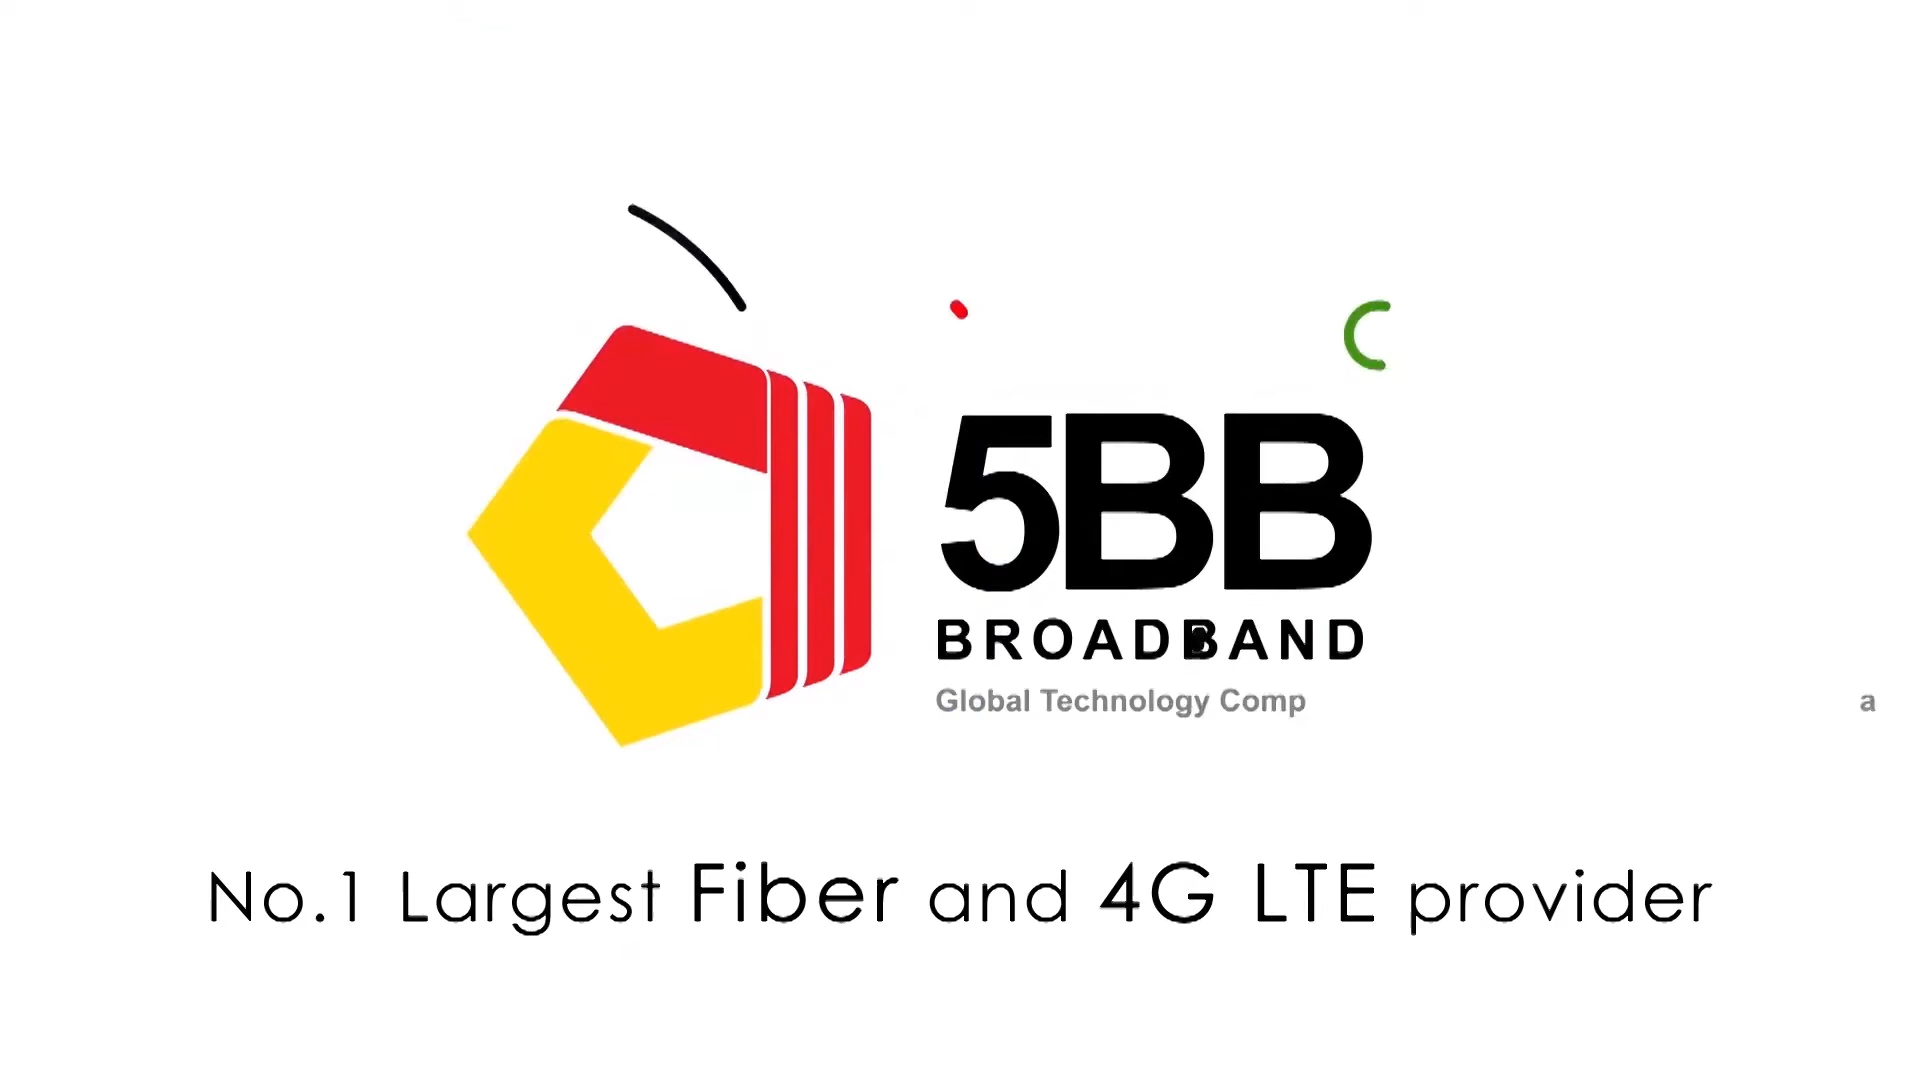 5BB
BROADBAND
Global Technology Comp a
No.1 Largest Fiber and 4G LTE provider